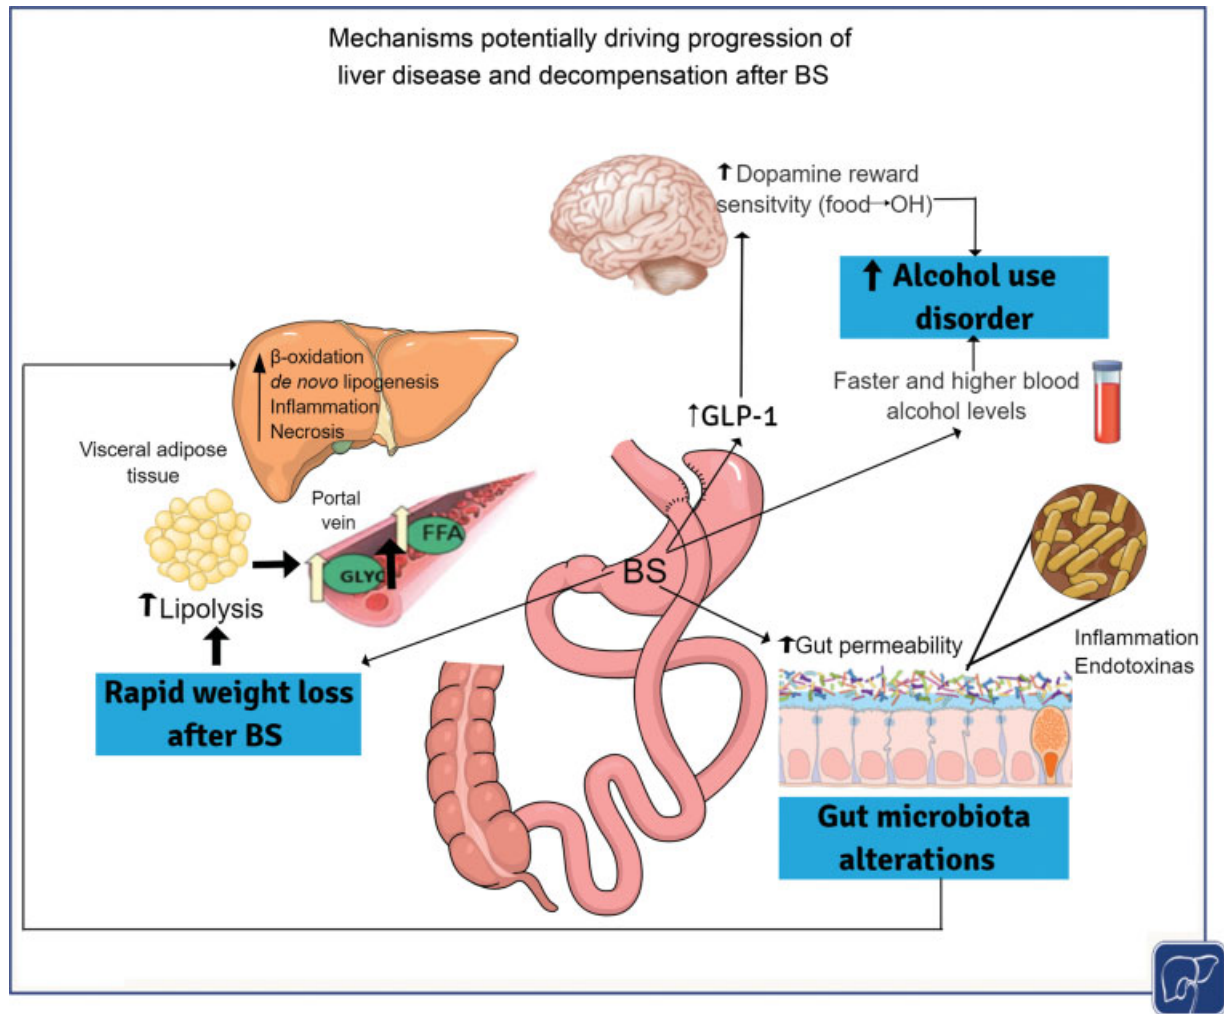 Mechanisms potentially driving progression of
liver disease and decompensation after BS
↑Dopamine reward
sensitvity (food→OH)
↑ Alcohol use
disorder
Faster and higher blood
alcohol levels
↑GLP-1
β-oxidation
de novo lipogenesis
Inflammation
Necrosis
Visceral adipose
tissue
Portal
vein
FFA
GLYC
↑Lipolysis
BS
Rapid weight loss
after BS
↑Gut permeability
Inflammation
Endotoxinas
Gut microbiota
alterations